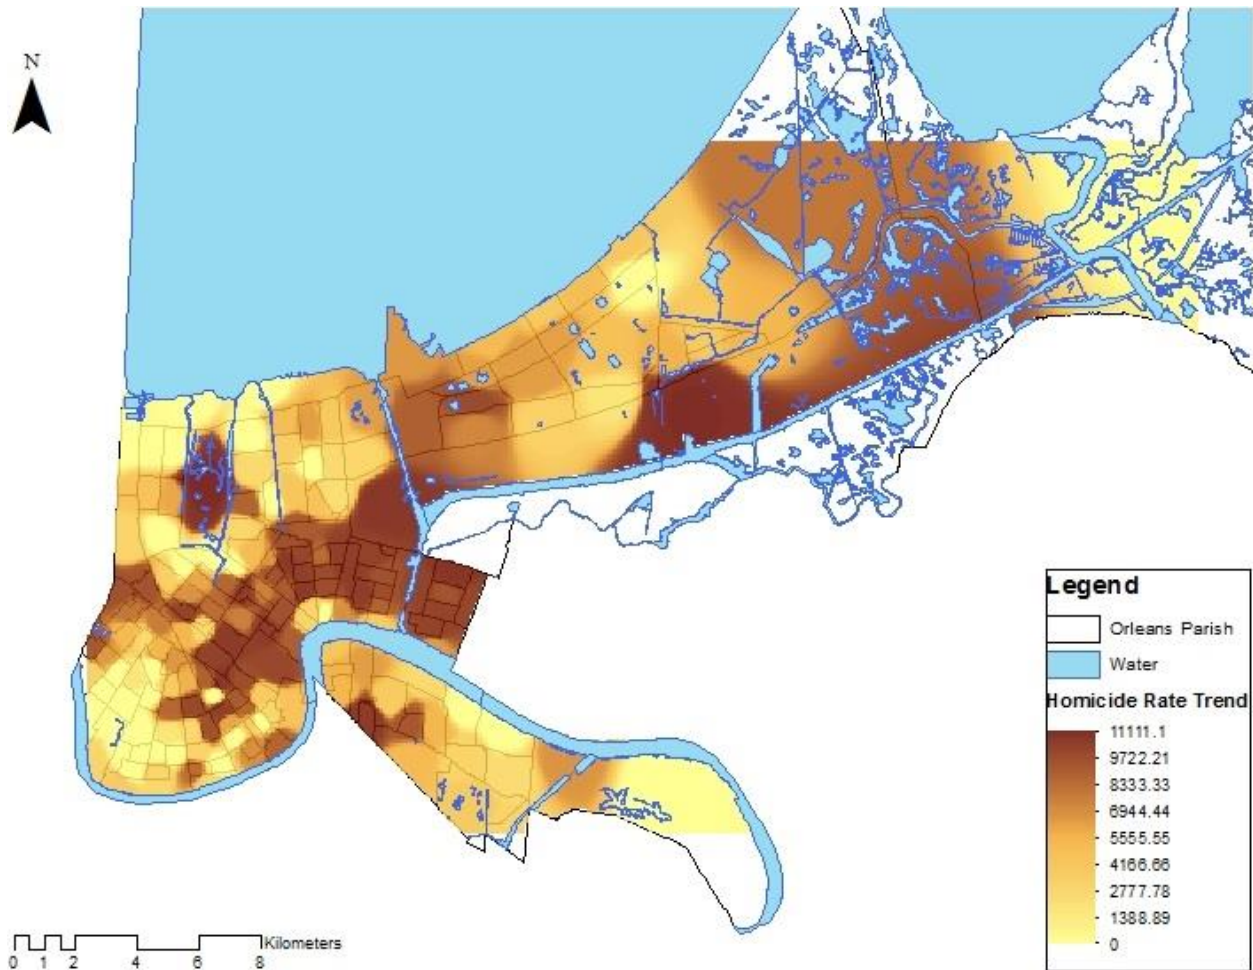 N
Legend
Orleans Parish
Water
Homicide Rate Trend
11111.1
9722.21
8333.33
6944.44
5555.55
4166.66
2777.78
1388.89
0
Kilometers
0 1 2 4 6 8